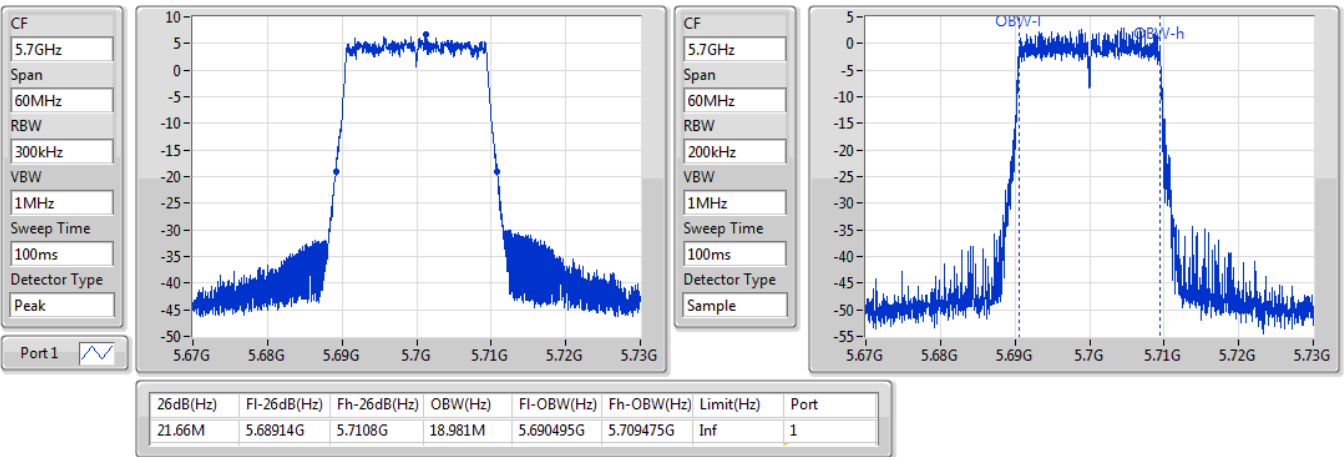 CF
5.7GHz
Span
60MHz
RBW
300kHz
VBW
1MHz
Sweep Time
100ms
Detector Type
Peak
Port 1
10
5
0
-5
-10
-15
-20
-25
-30
-35
-40
-45
-50
5.67G 5.68G 5.69G 5.7G 5.71G 5.72G 5.73G
CF
5.7GHz
Span
60MHz
RBW
200kHz
VBW
1MHz
Sweep Time
100ms
Detector Type
Sample
OBW-l
OBW-h
5
0
-5
-10
-15
-20
-25
-30
-35
-40
-45
-50
-55
5.67G 5.68G 5.69G 5.7G 5.71G 5.72G 5.73G
26dB(Hz) Fl-26dB(Hz) Fh-26dB(Hz) OBW(Hz) Fl-OBW(Hz) Fh-OBW(Hz) Limit(Hz) Port
21.66M 5.68914G 5.7108G 18.981M 5.690495G 5.709475G Inf 1